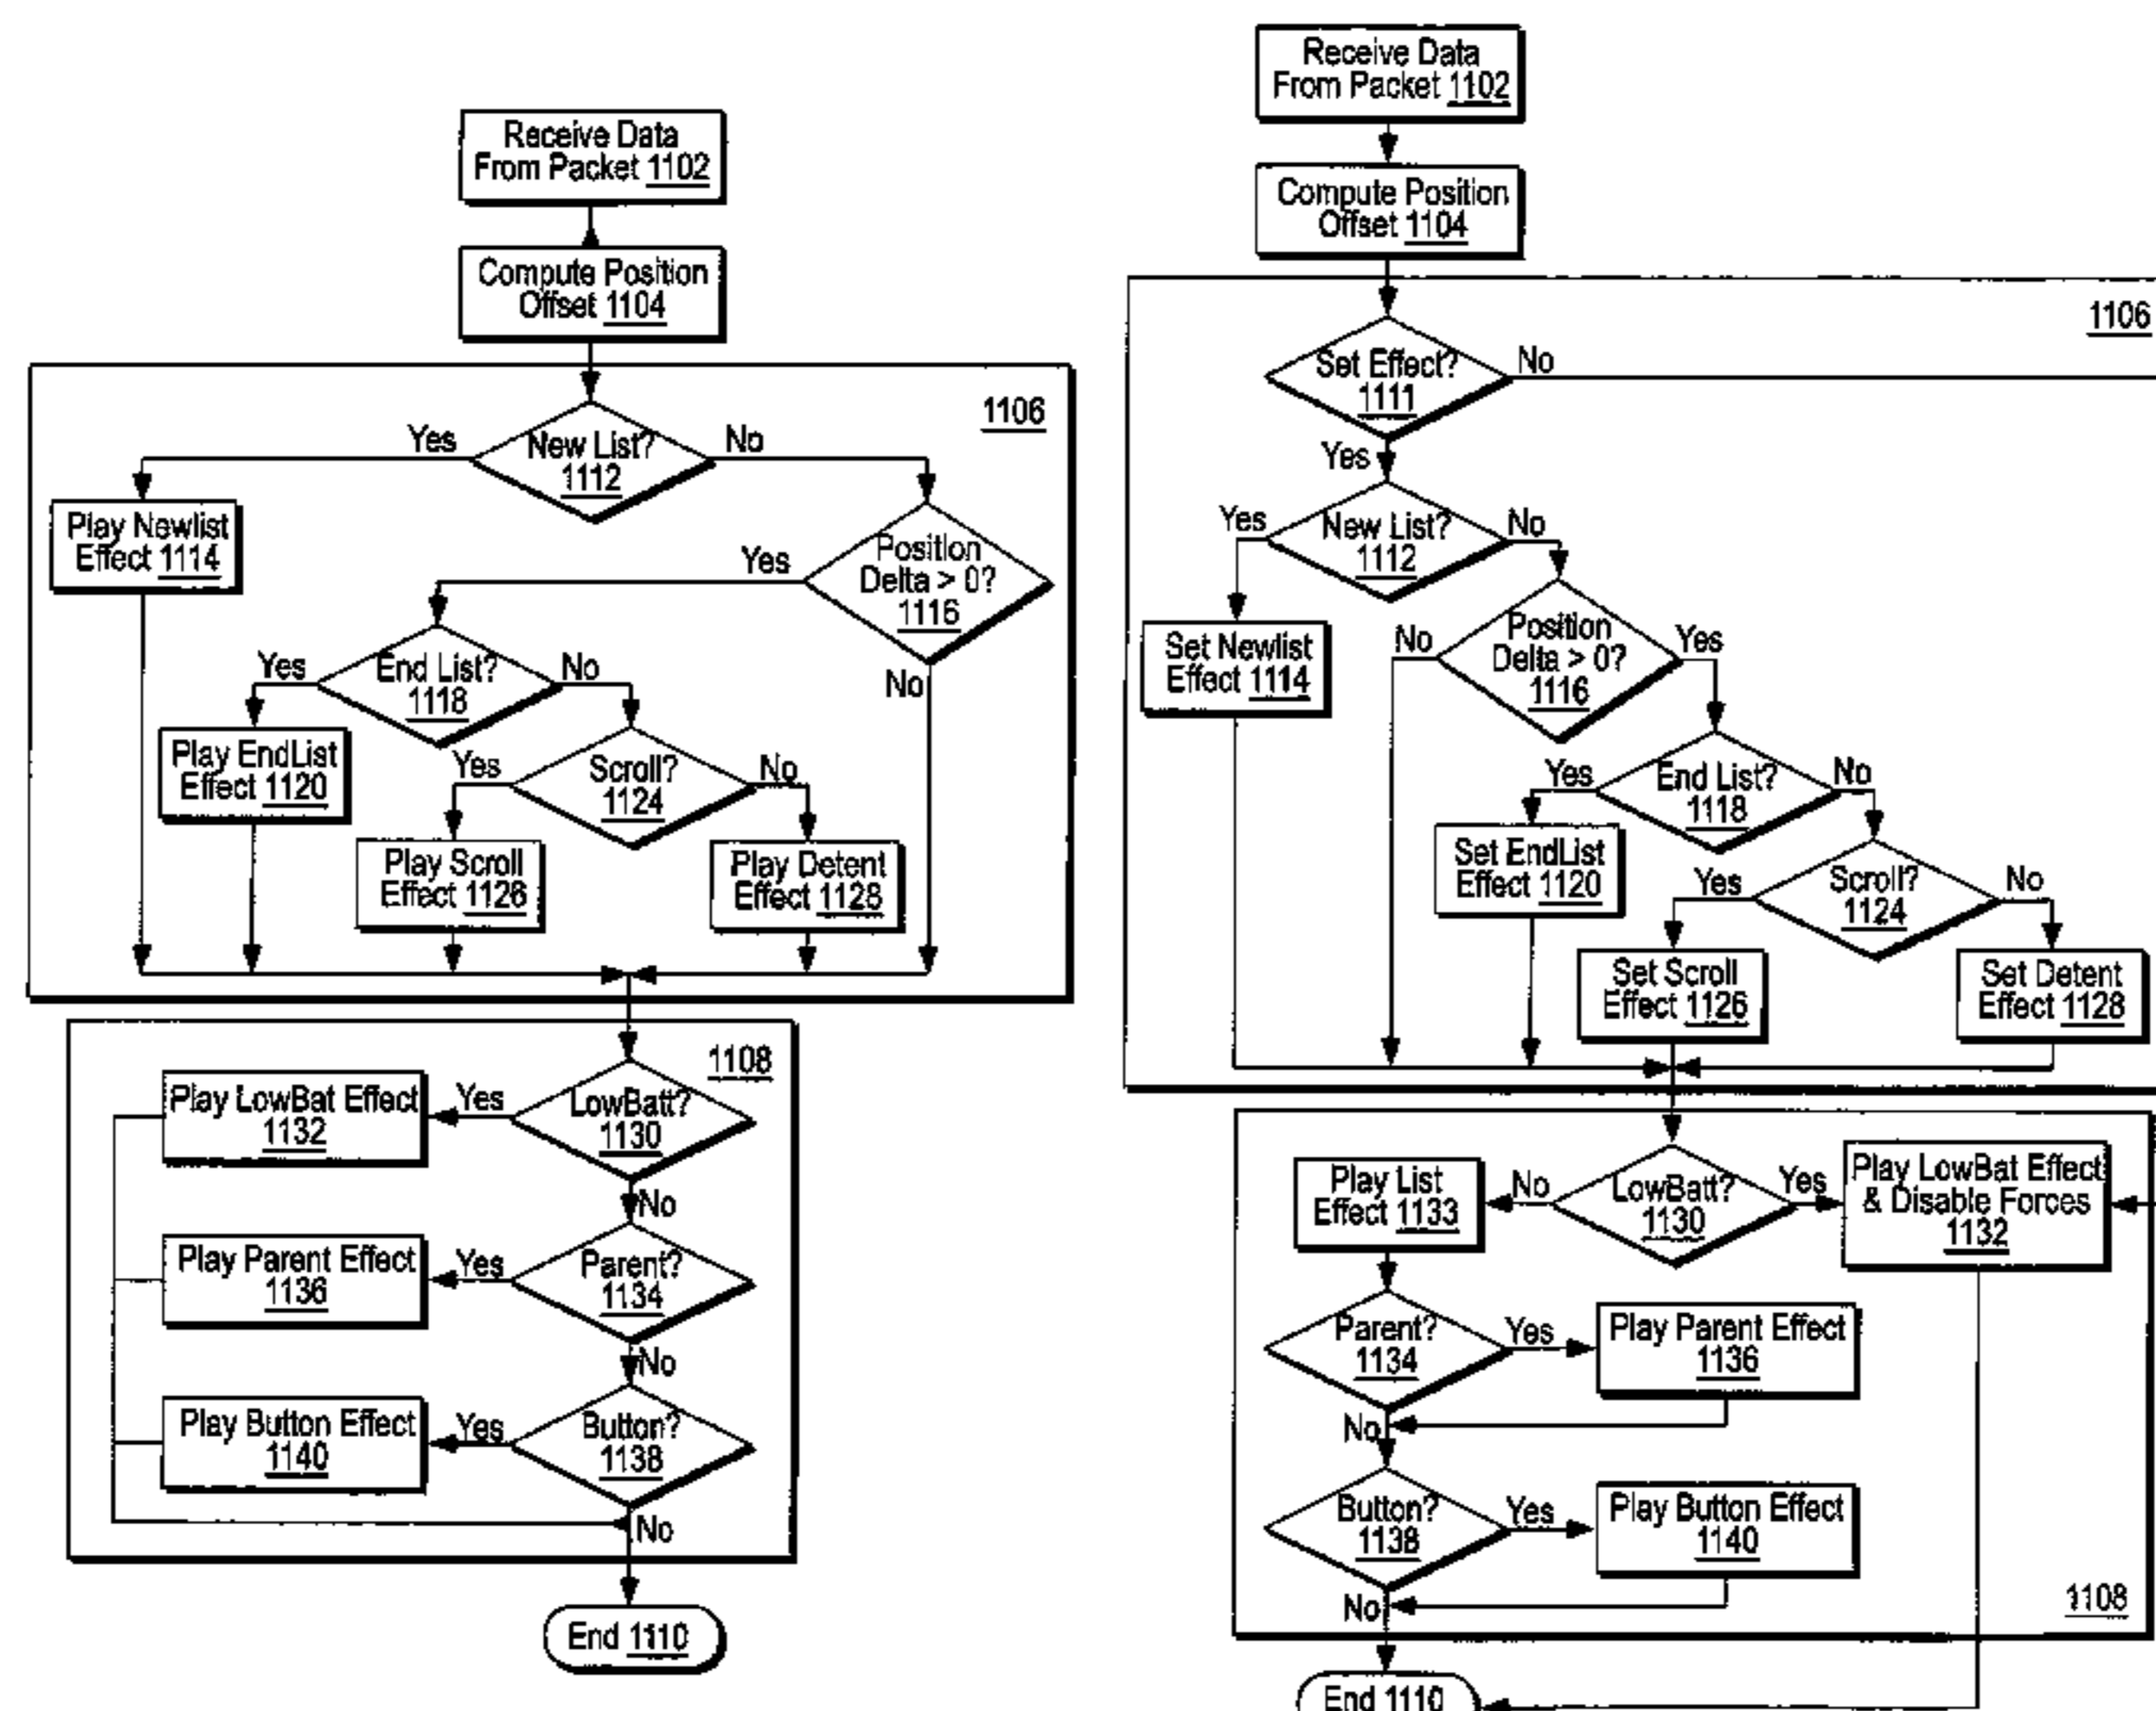 Receive Data
From Packet 1102
Compute Position
Offset 1104
1106
New List?
1112
Yes
No
Play Newlist
Effect 1114
Position
Delta > 0?
1116
Yes
No
End List?
1118
Yes
No
Play EndList
Effect 1120
Scroll?
1124
Yes
No
Play Scroll
Effect 1126
Play Detent
Effect 1128
1108
LowBatt?
1130
Yes
No
Play LowBat Effect
1132
Parent?
1134
Yes
No
Play Parent Effect
1136
Button?
1138
Yes
No
Play Button Effect
1140
End 1110
Receive Data
From Packet 1102
Compute Position
Offset 1104
1106
Set Effect?
1111
No
Yes
New List?
1112
Yes
No
Set Newlist
Effect 1114
Position
Delta > 0?
1116
No
Yes
End List?
1118
Yes
No
Set EndList
Effect 1120
Scroll?
1124
Yes
No
Set Scroll
Effect 1126
Set Detent
Effect 1128
LowBatt?
1130
No
Yes
Play List
Effect 1133
Play LowBat Effect
& Disable Forces
1132
Parent?
1134
Yes
No
Play Parent Effect
1136
Button?
1138
Yes
No
Play Button Effect
1140
1108
End 1110